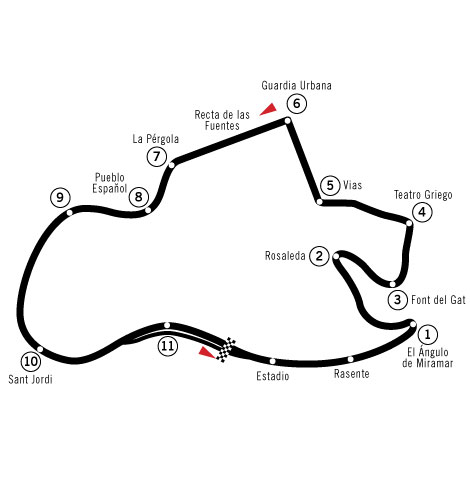 Guardia Urbana
6
Recta de las
Fuentes
La Pérgola
7
Pueblo
Español
8
9
5 Vias
Teatro Griego
4
Rosaleda 2
3 Font del Gat
1
El Ángulo
de Miramar
11
10
Sant Jordi
Estadio
Rasente